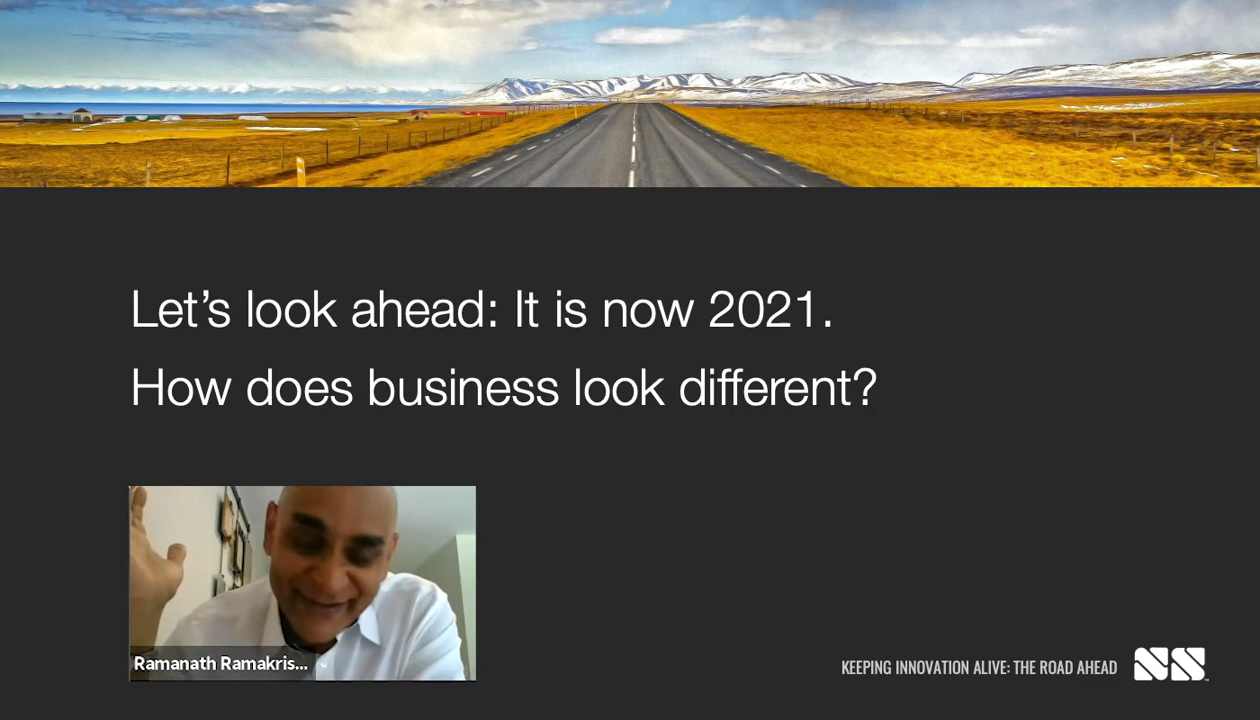 Let’s look ahead: It is now 2021.
How does business look different?
Ramanath Ramakris...
KEEPING INNOVATION ALIVE: THE ROAD AHEAD